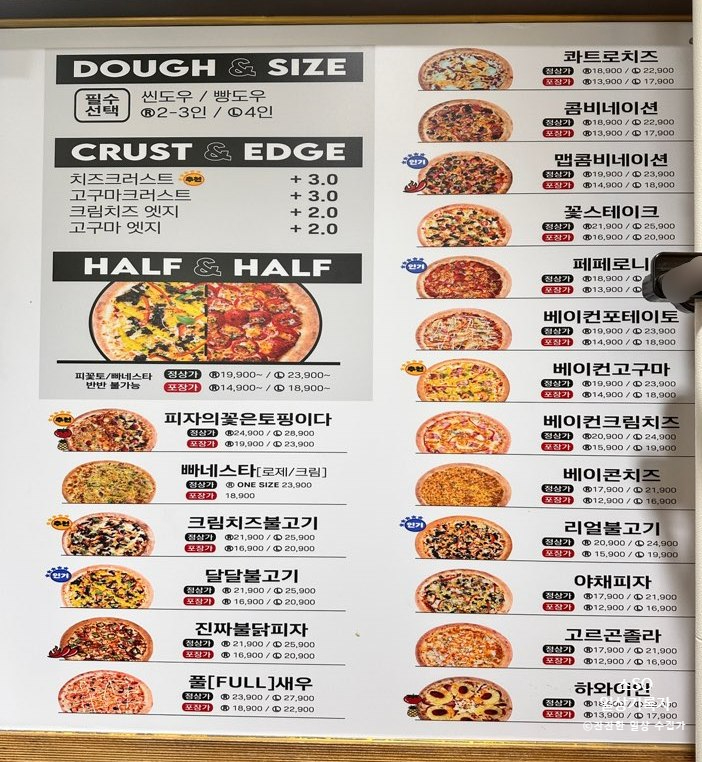 DOUGH & SIZE
필수
선택
씬도우 / 빵도우
Ⓡ2-3인 / Ⓛ4인
CRUST & EDGE
치즈크러스트 추천 + 3.0
고구마크러스트 + 3.0
크림치즈 엣지 + 2.0
고구마 엣지 + 2.0
HALF & HALF
피꽃토/빠네스타
반반 불가능
정상가 Ⓡ19,900~ / Ⓛ 23,900~
포장가 Ⓡ14,900~ / Ⓛ 18,900~
추천
피자의꽃은토핑이다
정상가 Ⓡ24,900 / Ⓛ 28,900
포장가 Ⓡ19,900 / Ⓛ 23,900
빠네스타[로제/크림]
정상가 Ⓡ ONE SIZE 23,900
포장가 18,900
추천
크림치즈불고기
정상가 Ⓡ21,900 / Ⓛ 25,900
포장가 Ⓡ16,900 / Ⓛ 20,900
인기
달달불고기
정상가 Ⓡ 21,900 / Ⓛ 25,900
포장가 Ⓡ 16,900 / Ⓛ 20,900
진짜불닭피자
정상가 Ⓡ 21,900 / Ⓛ 25,900
포장가 Ⓡ 16,900 / Ⓛ 20,900
풀[FULL]새우
정상가 Ⓡ 23,900 / Ⓛ 27,900
포장가 Ⓡ 18,900 / Ⓛ 22,900
콰트로치즈
정상가 Ⓡ18,900 / Ⓛ 22,900
포장가 Ⓡ13,900 / Ⓛ 17,900
콤비네이션
정상가 Ⓡ18,900 / Ⓛ 22,900
포장가 Ⓡ13,900 / Ⓛ 17,900
인기
맵콤비네이션
정상가 Ⓡ19,900 / Ⓛ 23,900
포장가 Ⓡ14,900 / Ⓛ 18,900
꽃스테이크
정상가 Ⓡ21,900 / Ⓛ 25,900
포장가 Ⓡ16,900 / Ⓛ 20,900
인기
페페로니
정상가 Ⓡ18,900 / Ⓛ
포장가 Ⓡ13,900 /
베이컨포테이토
정상가 Ⓡ19,900 / Ⓛ 23,900
포장가 Ⓡ14,900 / Ⓛ 18,900
추천
베이컨고구마
정상가 Ⓡ19,900 / Ⓛ 23,900
포장가 Ⓡ14,900 / Ⓛ 18,900
베이컨크림치즈
정상가 Ⓡ20,900 / Ⓛ 24,900
포장가 Ⓡ15,900 / Ⓛ 19,900
베이콘치즈
정상가 Ⓡ17,900 / Ⓛ 21,900
포장가 Ⓡ12,900 / Ⓛ 16,900
인기
리얼불고기
정상가 Ⓡ 20,900 / Ⓛ 24,900
포장가 Ⓡ 15,900 / Ⓛ 19,900
야채피자
정상가 Ⓡ17,900 / Ⓛ 21,900
포장가 Ⓡ12,900 / Ⓛ 16,900
고르곤졸라
정상가 Ⓡ17,900 / Ⓛ 21,900
포장가 Ⓡ12,900 / Ⓛ 16,900
하와이안
정상가
포장가 Ⓡ13,900 / Ⓛ 17,900